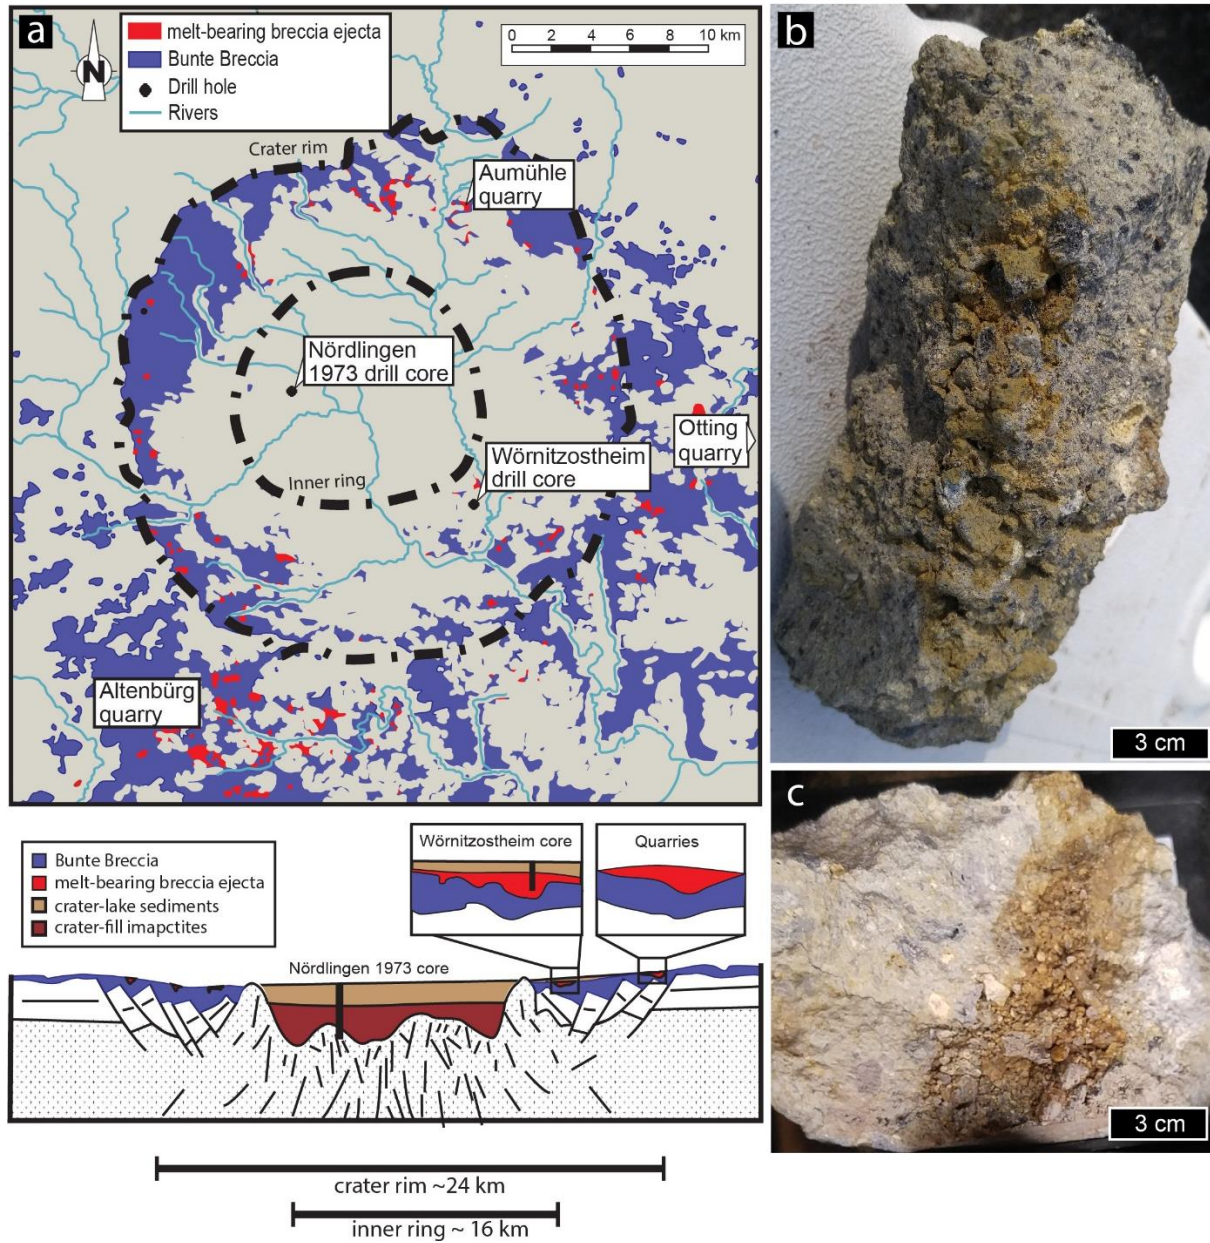 a
N
melt-bearing breccia ejecta
Bunte Breccia
Drill hole
Rivers
0 2 4 6 8 10 km
Crater rim
Aumühle
quarry
Nördlingen
1973 drill core
Otting
quarry
Wörnitzostheim
drill core
Inner ring
Altenbürg
quarry
b
3 cm
c
3 cm
Bunte Breccia
melt-bearing breccia ejecta
crater-lake sediments
crater-fill imapctites
Wörnitzostheim core
Quarries
Nördlingen 1973 core
crater rim ~24 km
inner ring ~ 16 km